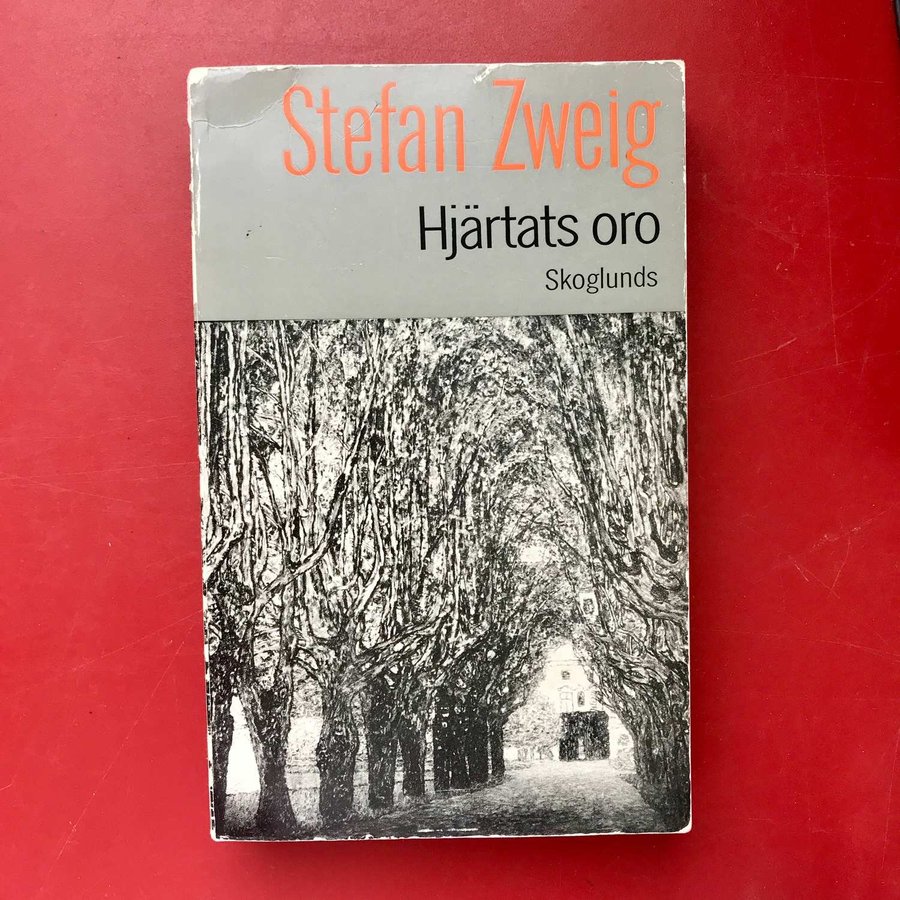 Stefan Zweig
Hjärtats oro
Skoglunds